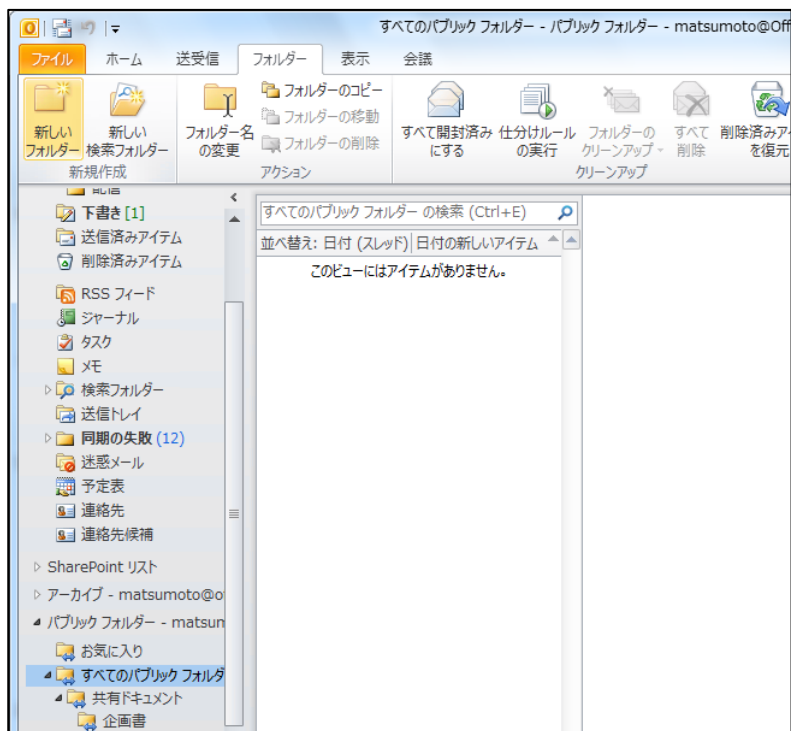 すべてのパブリック フォルダー - パブリック フォルダー - matsumoto@Off
ファイル ホーム 送受信 フォルダー 表示 会議
新しい
フォルダー
新しい
検索フォルダー
新規作成
フォルダー名
の変更
フォルダーのコピー
フォルダーの移動
フォルダーの削除
アクション
すべて開封済み
にする
仕分けルール
の実行
フォルダーの
クリーンアップ
すべて
削除
削除済みア
を復元
クリーンアップ
下書き [1]
送信済みアイテム
削除済みアイテム
RSS フィード
ジャーナル
タスク
メモ
検索フォルダー
送信トレイ
同期の失敗 (12)
迷惑メール
予定表
連絡先
連絡先候補
SharePoint リスト
アーカイブ - matsumoto@o
パブリック フォルダー - matsum
お気に入り
すべてのパブリック フォルダ
共有ドキュメント
企画書
すべてのパブリック フォルダー の検索 (Ctrl+E)
並べ替え: 日付 (スレッド) 日付の新しいアイテム
このビューにはアイテムがありません。